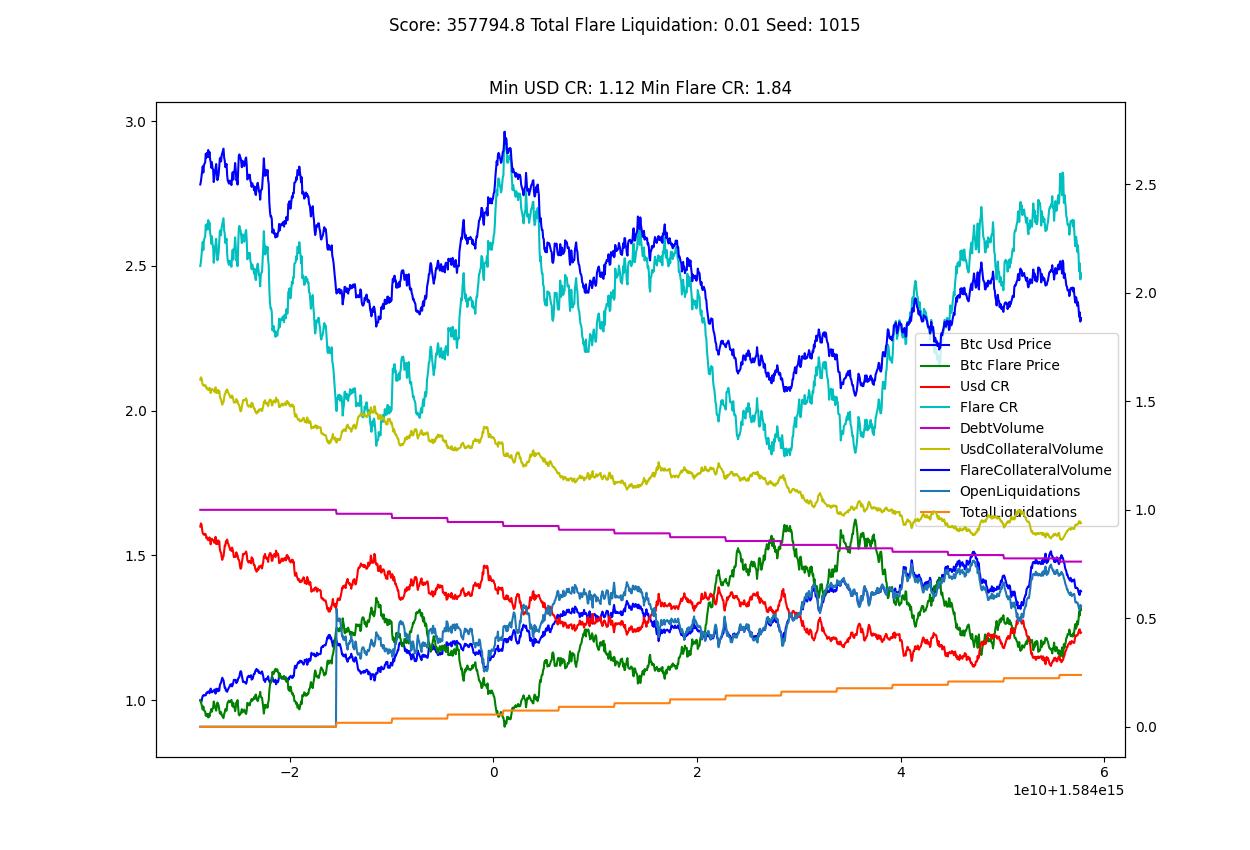 Score: 357794.8 Total Flare Liquidation: 0.01 Seed: 1015
Min USD CR: 1.12 Min Flare CR: 1.84
3.0
2.5
2.0
1.5
1.0
2.5
2.0
1.5
1.0
0.5
0.0
Btc Usd Price
Btc Flare Price
Usd CR
Flare CR
DebtVolume
UsdCollateralVolume
FlareCollateralVolume
OpenLiquidations
TotalLiquidations
−2 0 2 4 6
1e10+1.584e15